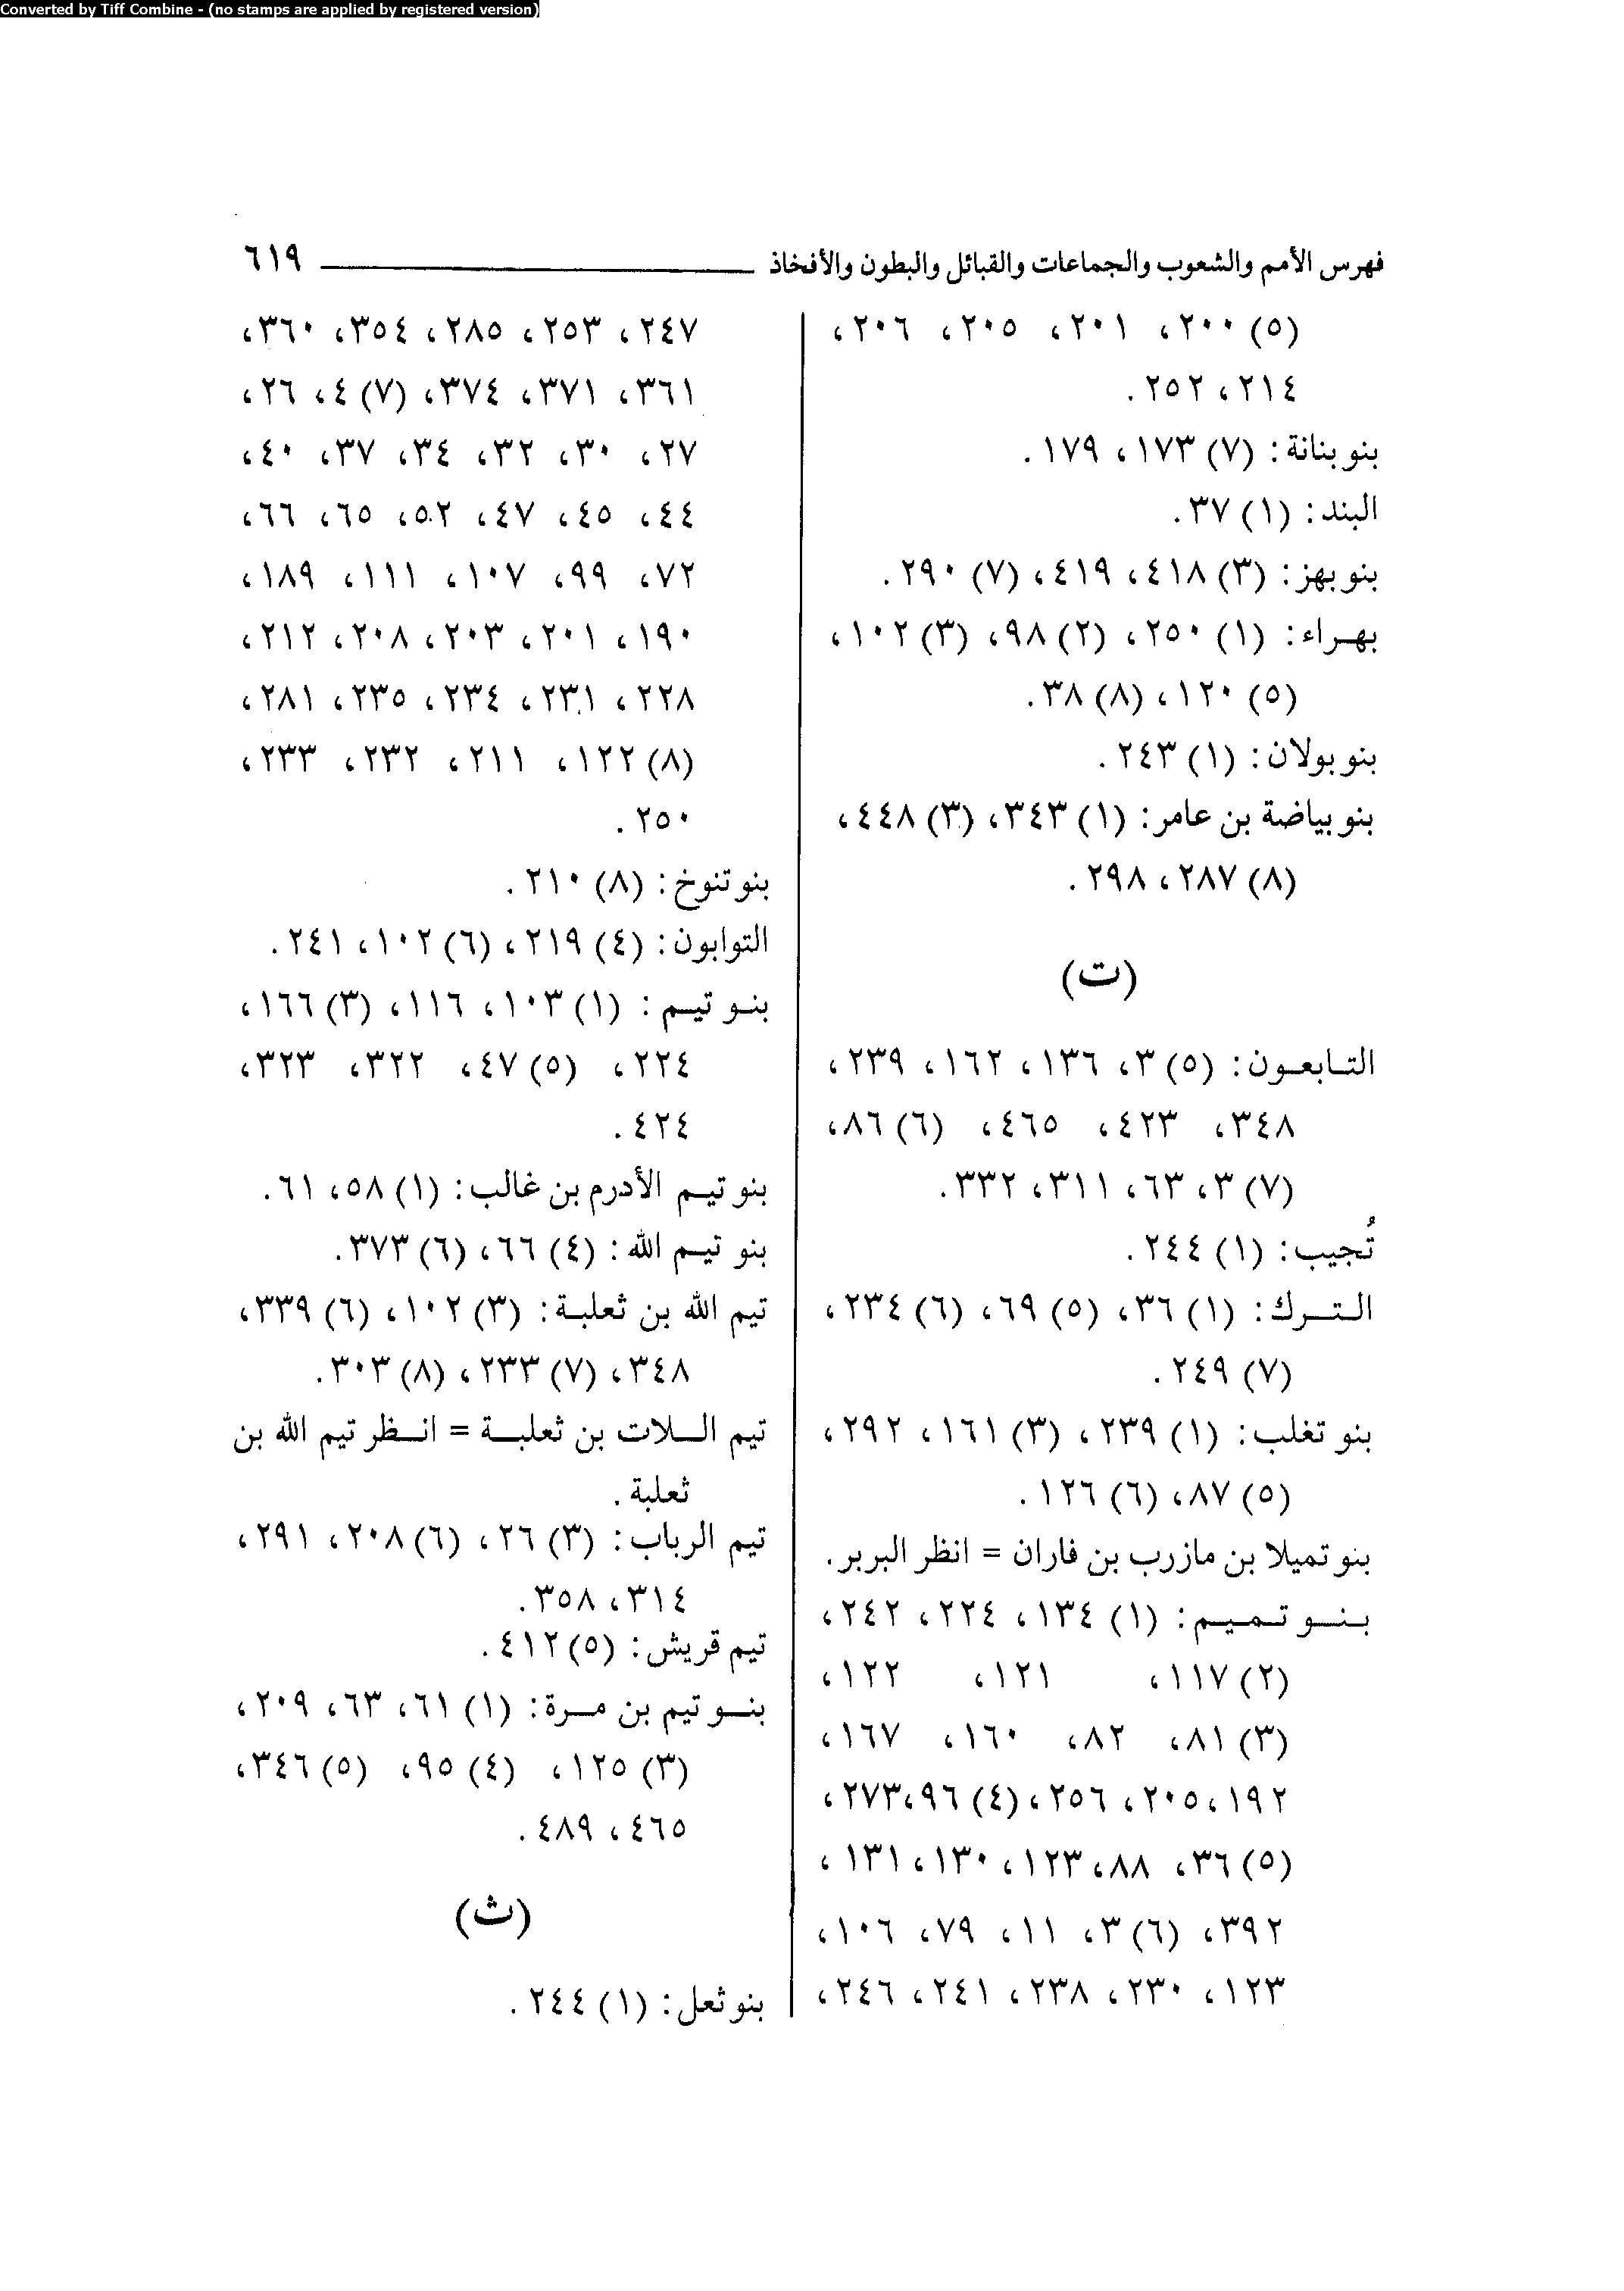 Converted by Tiff Combine - (no stamps are applied by registered version)
فهرس الأمم والشعوب والجماعات والقبائل والبطون والأفخاذ ٦١٩
(٥) ٢٠٠، ٢٠١، ٢٠٥، ٢٠٦،
٢١٤، ٢٥٢.
بنو بنانة: (٧) ١٧٣، ١٧٩.
البند: (١) ٣٧.
بنو بهز: (٣) ٤١٨، ٤١٩، (٧) ٢٩٠.
بهراء: (١) ٢٥٠، (٢) ٩٨، (٣) ١٠٢،
(٥) ١٢٠، (٨) ٣٨.
بنو بولان: (١) ٢٤٣.
بنو بياضة بن عامر: (١) ٣٤٣، (٣) ٤٤٨،
(٨) ٢٨٧، ٢٩٨.
(ت)
التابعون: (٥) ٣، ١٣٦، ١٦٢، ٢٣٩،
٣٤٨، ٤٢٣، ٤٦٥، (٦) ٨٦،
(٧) ٣، ٦٣، ٣١١، ٣٣٢.
تُجيب: (١) ٢٤٤.
الترك: (١) ٣٦، (٥) ٦٩، (٦) ٢٣٤،
(٧) ٢٤٩.
بنو تغلب: (١) ٢٣٩، (٣) ١٦١، ٢٩٢،
(٥) ٨٧، (٦) ١٢٦.
بنو تميلا بن مازرب بن فاران = انظر البربر.
بنو تميم: (١) ١٣٤، ٢٢٤، ٢٤٢،
(٢) ١١٧، ١٢١، ١٢٢،
(٣) ٨١، ٨٢، ١٦٠، ١٦٧،
١٩٢، ٢٠٥، ٢٥٦، (٤) ٩٦، ٢٧٣،
(٥) ٣٦، ٨٨، ١٢٣، ١٣٠، ١٣١،
٣٩٢، (٦) ٣، ١١، ٧٩، ١٠٦،
١٢٣، ٢٣٠، ٢٣٨، ٢٤١، ٢٤٦،
٢٤٧، ٢٥٣، ٢٨٥، ٣٥٤، ٣٦٠،
٣٦١، ٣٧١، ٣٧٤، (٧) ٤، ٢٦،
٢٧، ٣٠، ٣٢، ٣٤، ٣٧، ٤٠،
٤٤، ٤٥، ٤٧، ٥٢، ٦٥، ٦٦،
٧٢، ٩٩، ١٠٧، ١١١، ١٨٩،
١٩٠، ٢٠١، ٢٠٣، ٢٠٨، ٢١٢،
٢٢٨، ٢٣١، ٢٣٤، ٢٣٥، ٢٨١،
(٨) ١٢٢، ٢١١، ٢٣٢، ٢٣٣،
٢٥٠.
بنو تنوخ: (٨) ٢١٠.
التوابون: (٤) ٢١٩، (٦) ١٠٢، ٢٤١.
بنو تيم: (١) ١٠٣، ١١٦، (٣) ١٦٦،
٢٢٤، (٥) ٤٧، ٣٢٢، ٣٢٣،
٤٢٤.
بنو تيم الأدرم بن غالب: (١) ٥٨، ٦١.
بنو تيم الله: (٤) ٦٦، (٦) ٣٧٣.
تيم الله بن ثعلبة: (٣) ١٠٢، (٦) ٣٣٩،
٣٤٨، (٧) ٢٣٣، (٨) ٣٠٣.
تيم اللات بن ثعلبة = انظر تيم الله بن
ثعلبة.
تيم الرباب: (٣) ٢٦، (٦) ٢٠٨، ٢٩١،
٣١٤، ٣٥٨.
تيم قريش: (٥) ٤١٢.
بنو تيم بن مرة: (١) ٦١، ٦٣، ٢٠٩،
(٣) ١٢٥، (٤) ٩٥، (٥) ٣٤٦،
٤٦٥، ٤٨٩.
(ث)
بنو ثعل: (١) ٢٤٤.